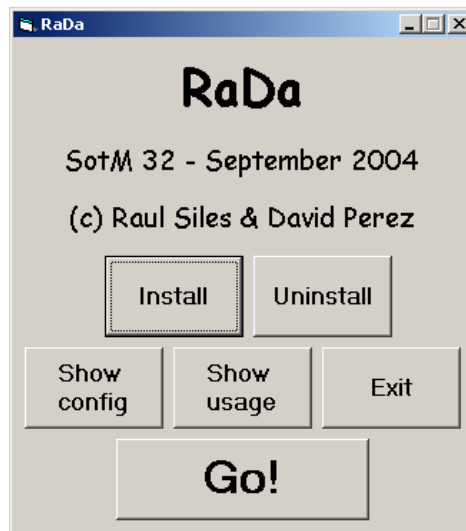 RaDa
RaDa
SotM 32 - September 2004
(c) Raul Siles & David Perez
Install Uninstall
Show config Show usage Exit
Go!